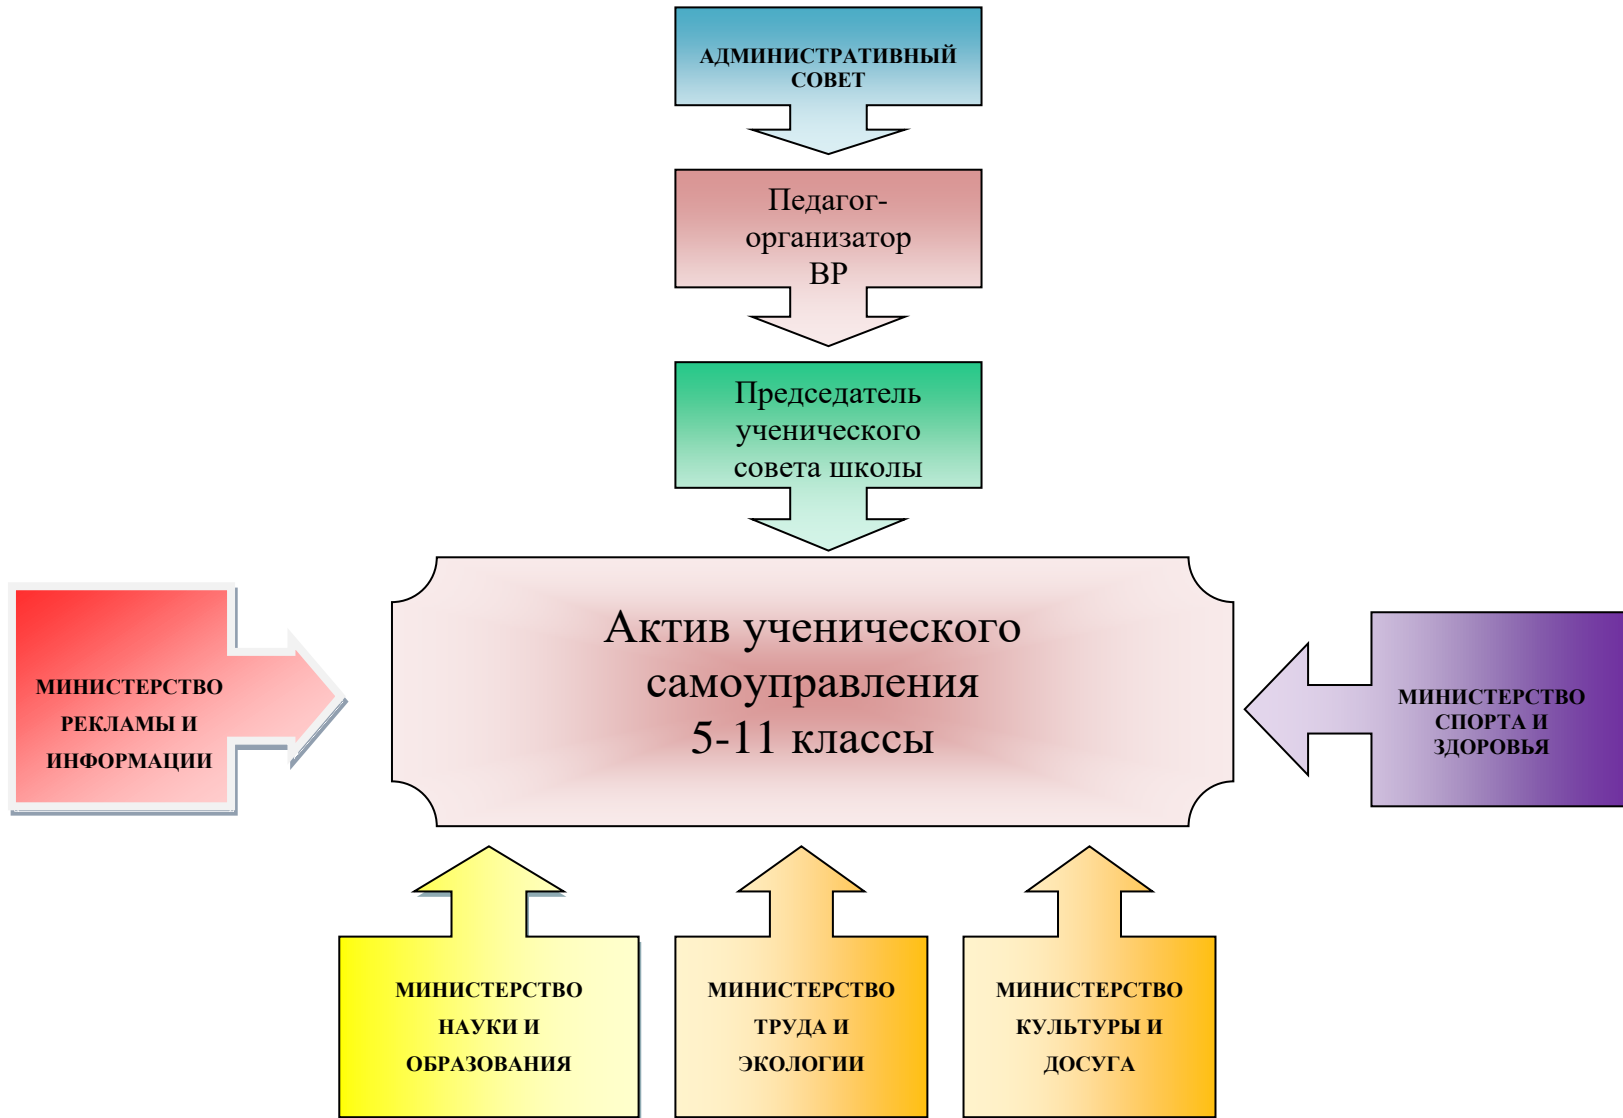 АДМИНИСТРАТИВНЫЙ
СОВЕТ
Педагог-
организатор
ВР
Председатель
ученического
совета школы
Актив ученического
самоуправления
5-11 классы
МИНИСТЕРСТВО
РЕКЛАМЫ И
ИНФОРМАЦИИ
МИНИСТЕРСТВО
СПОРТА И
ЗДОРОВЬЯ
МИНИСТЕРСТВО
НАУКИ И
ОБРАЗОВАНИЯ
МИНИСТЕРСТВО
ТРУДА И
ЭКОЛОГИИ
МИНИСТЕРСТВО
КУЛЬТУРЫ И
ДОСУГА